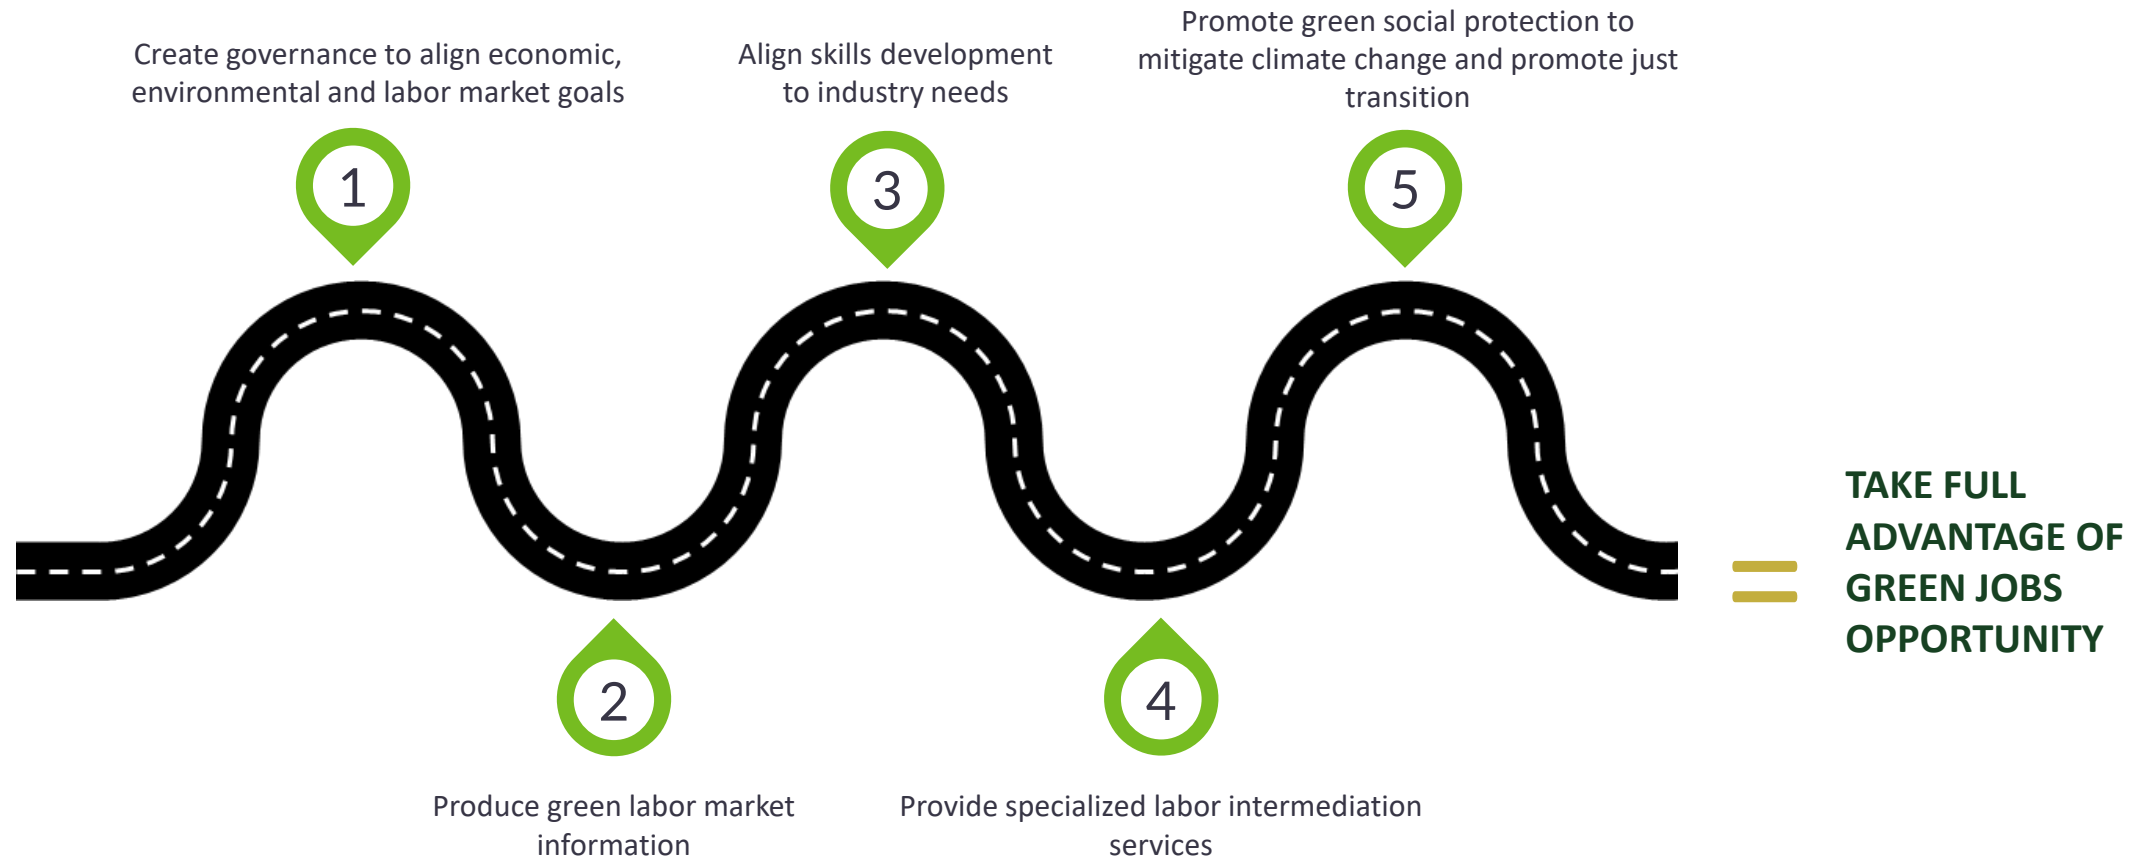 Create governance to align economic,
environmental and labor market goals
1
Produce green labor market
information
2
Align skills development
to industry needs
3
Provide specialized labor intermediation
services
4
Promote green social protection to
mitigate climate change and promote just
transition
5
=
TAKE FULL
ADVANTAGE OF
GREEN JOBS
OPPORTUNITY